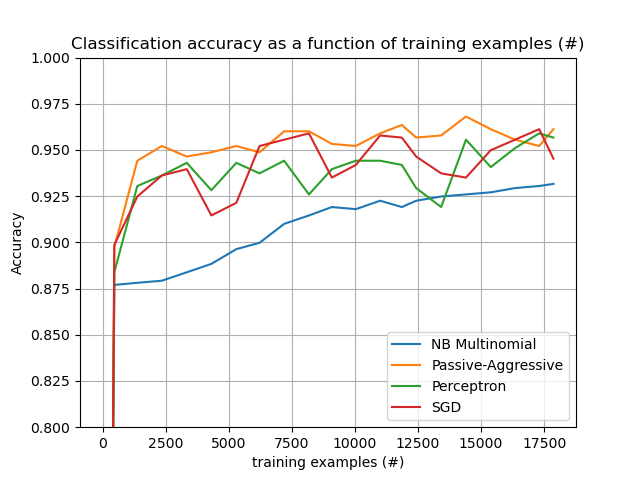 Classification accuracy as a function of training examples (#)
1.000
0.975
0.950
0.925
0.900
0.875
0.850
0.825
0.800
Accuracy
NB Multinomial
Passive-Aggressive
Perceptron
SGD
0 2500 5000 7500 10000 12500 15000 17500
training examples (#)